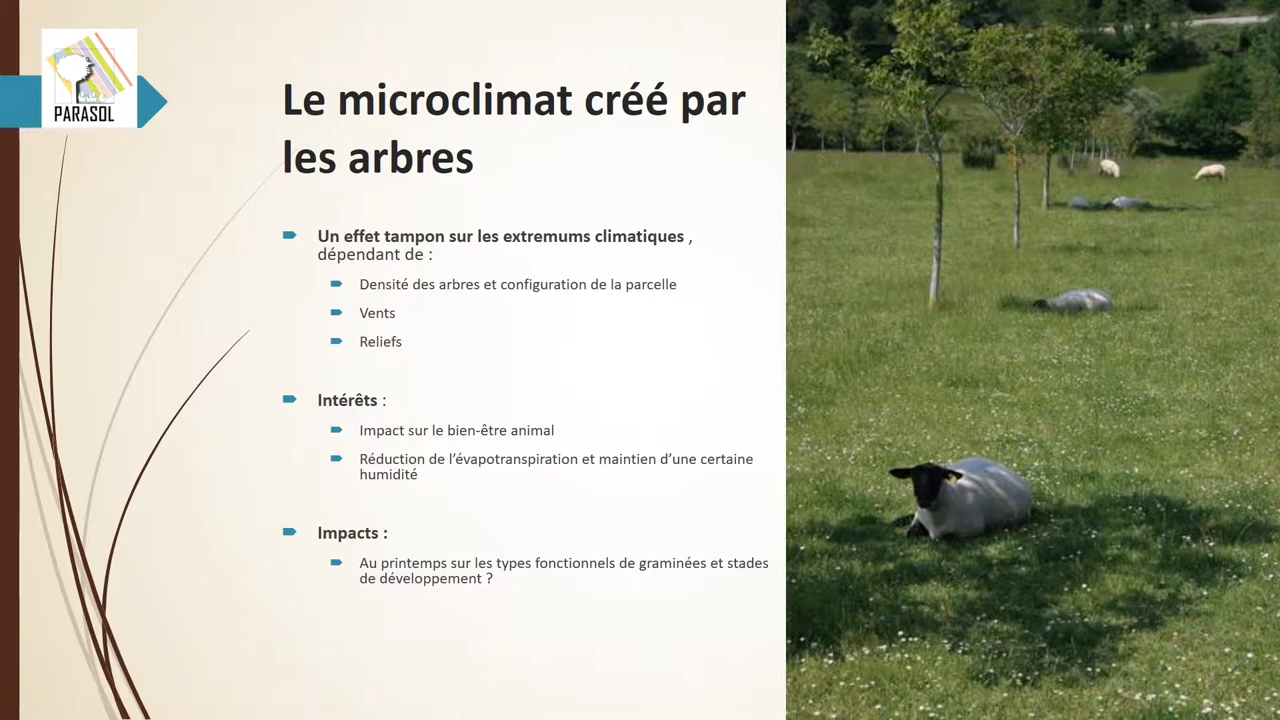 PARASOL
Le microclimat créé par
les arbres
Un effet tampon sur les extremums climatiques ,
dépendant de :
Densité des arbres et configuration de la parcelle
Vents
Reliefs
Intérêts :
Impact sur le bien-être animal
Réduction de l’évapotranspiration et maintien d’une certaine
humidité
Impacts :
Au printemps sur les types fonctionnels de graminées et stades
de développement ?